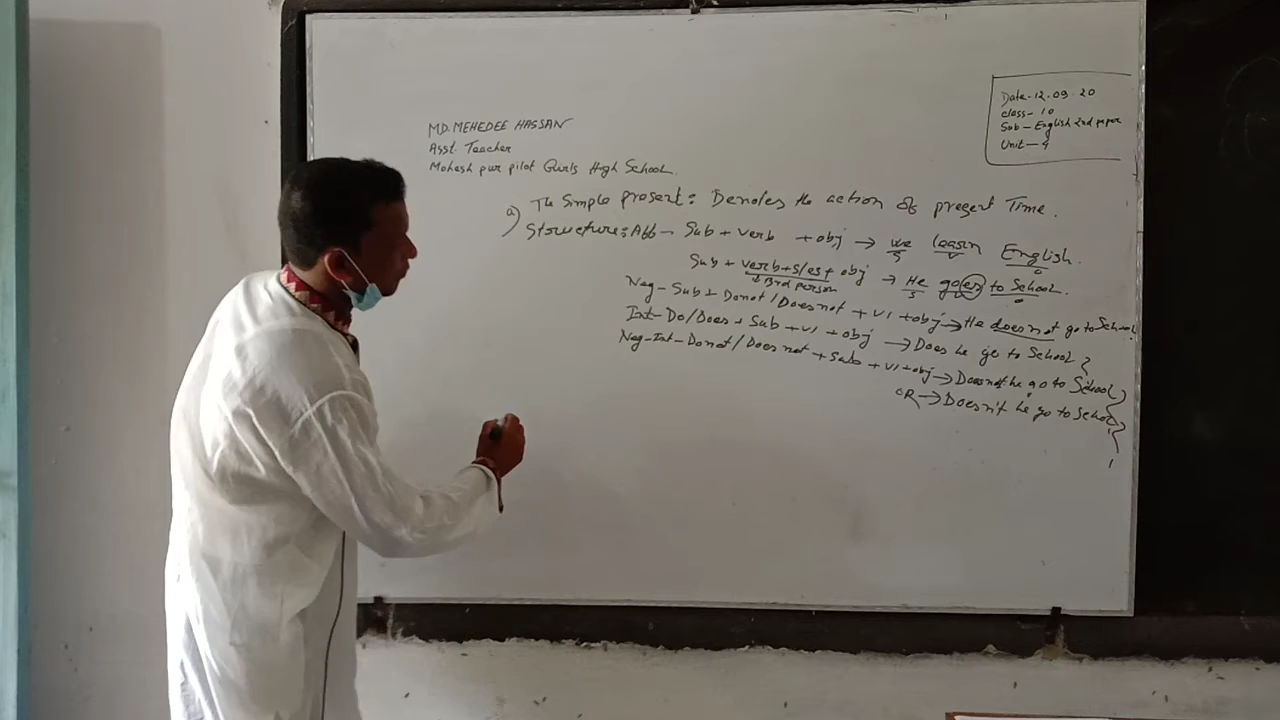 MD. MEHEDEE HASSAN
Asst. Teacher
Mohesh pur pilot Girls High School.
Date-12.09.20
class-10
Sub-English 2nd paper
Unit-4
a) The Simple present: Denotes the action of present Time.
Structure: Aff- Sub + verb + obj → we learn English.
S V O
Sub + verb+s/es+ obj → He goes to School.
↓ 3rd person S V O
Neg-Sub+Donot/Does not + v1 +obj→He does not go to School.
Int-Do/Does + Sub + v1 + obj → Does he go to School
Neg-Int-Donot/Does not + Sub + v1+obj→Does not he go to School
OR→Doesn't he go to School